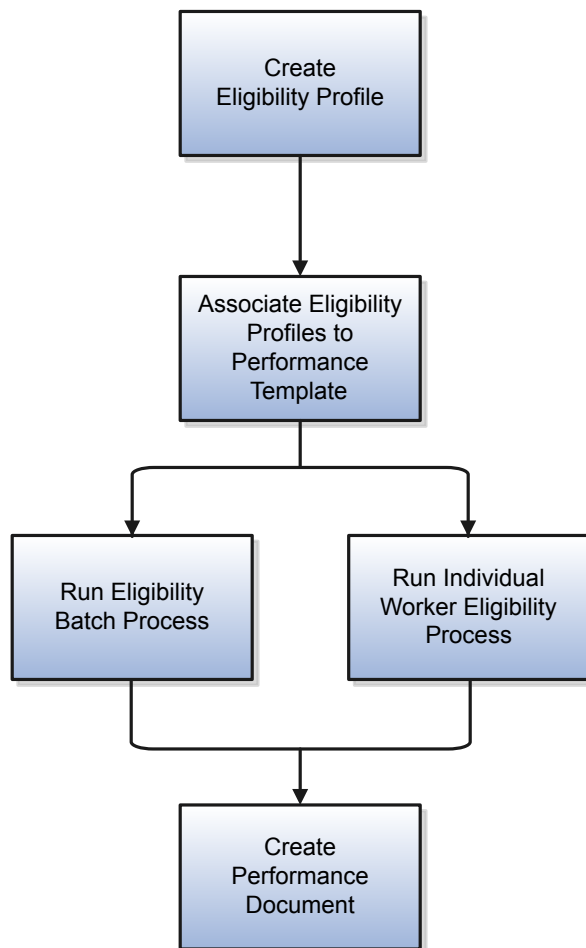 Create
Eligibility Profile
Associate Eligibility
Profiles to
Performance
Template
Run Eligibility
Batch Process
Run Individual
Worker Eligibility
Process
Create
Performance
Document